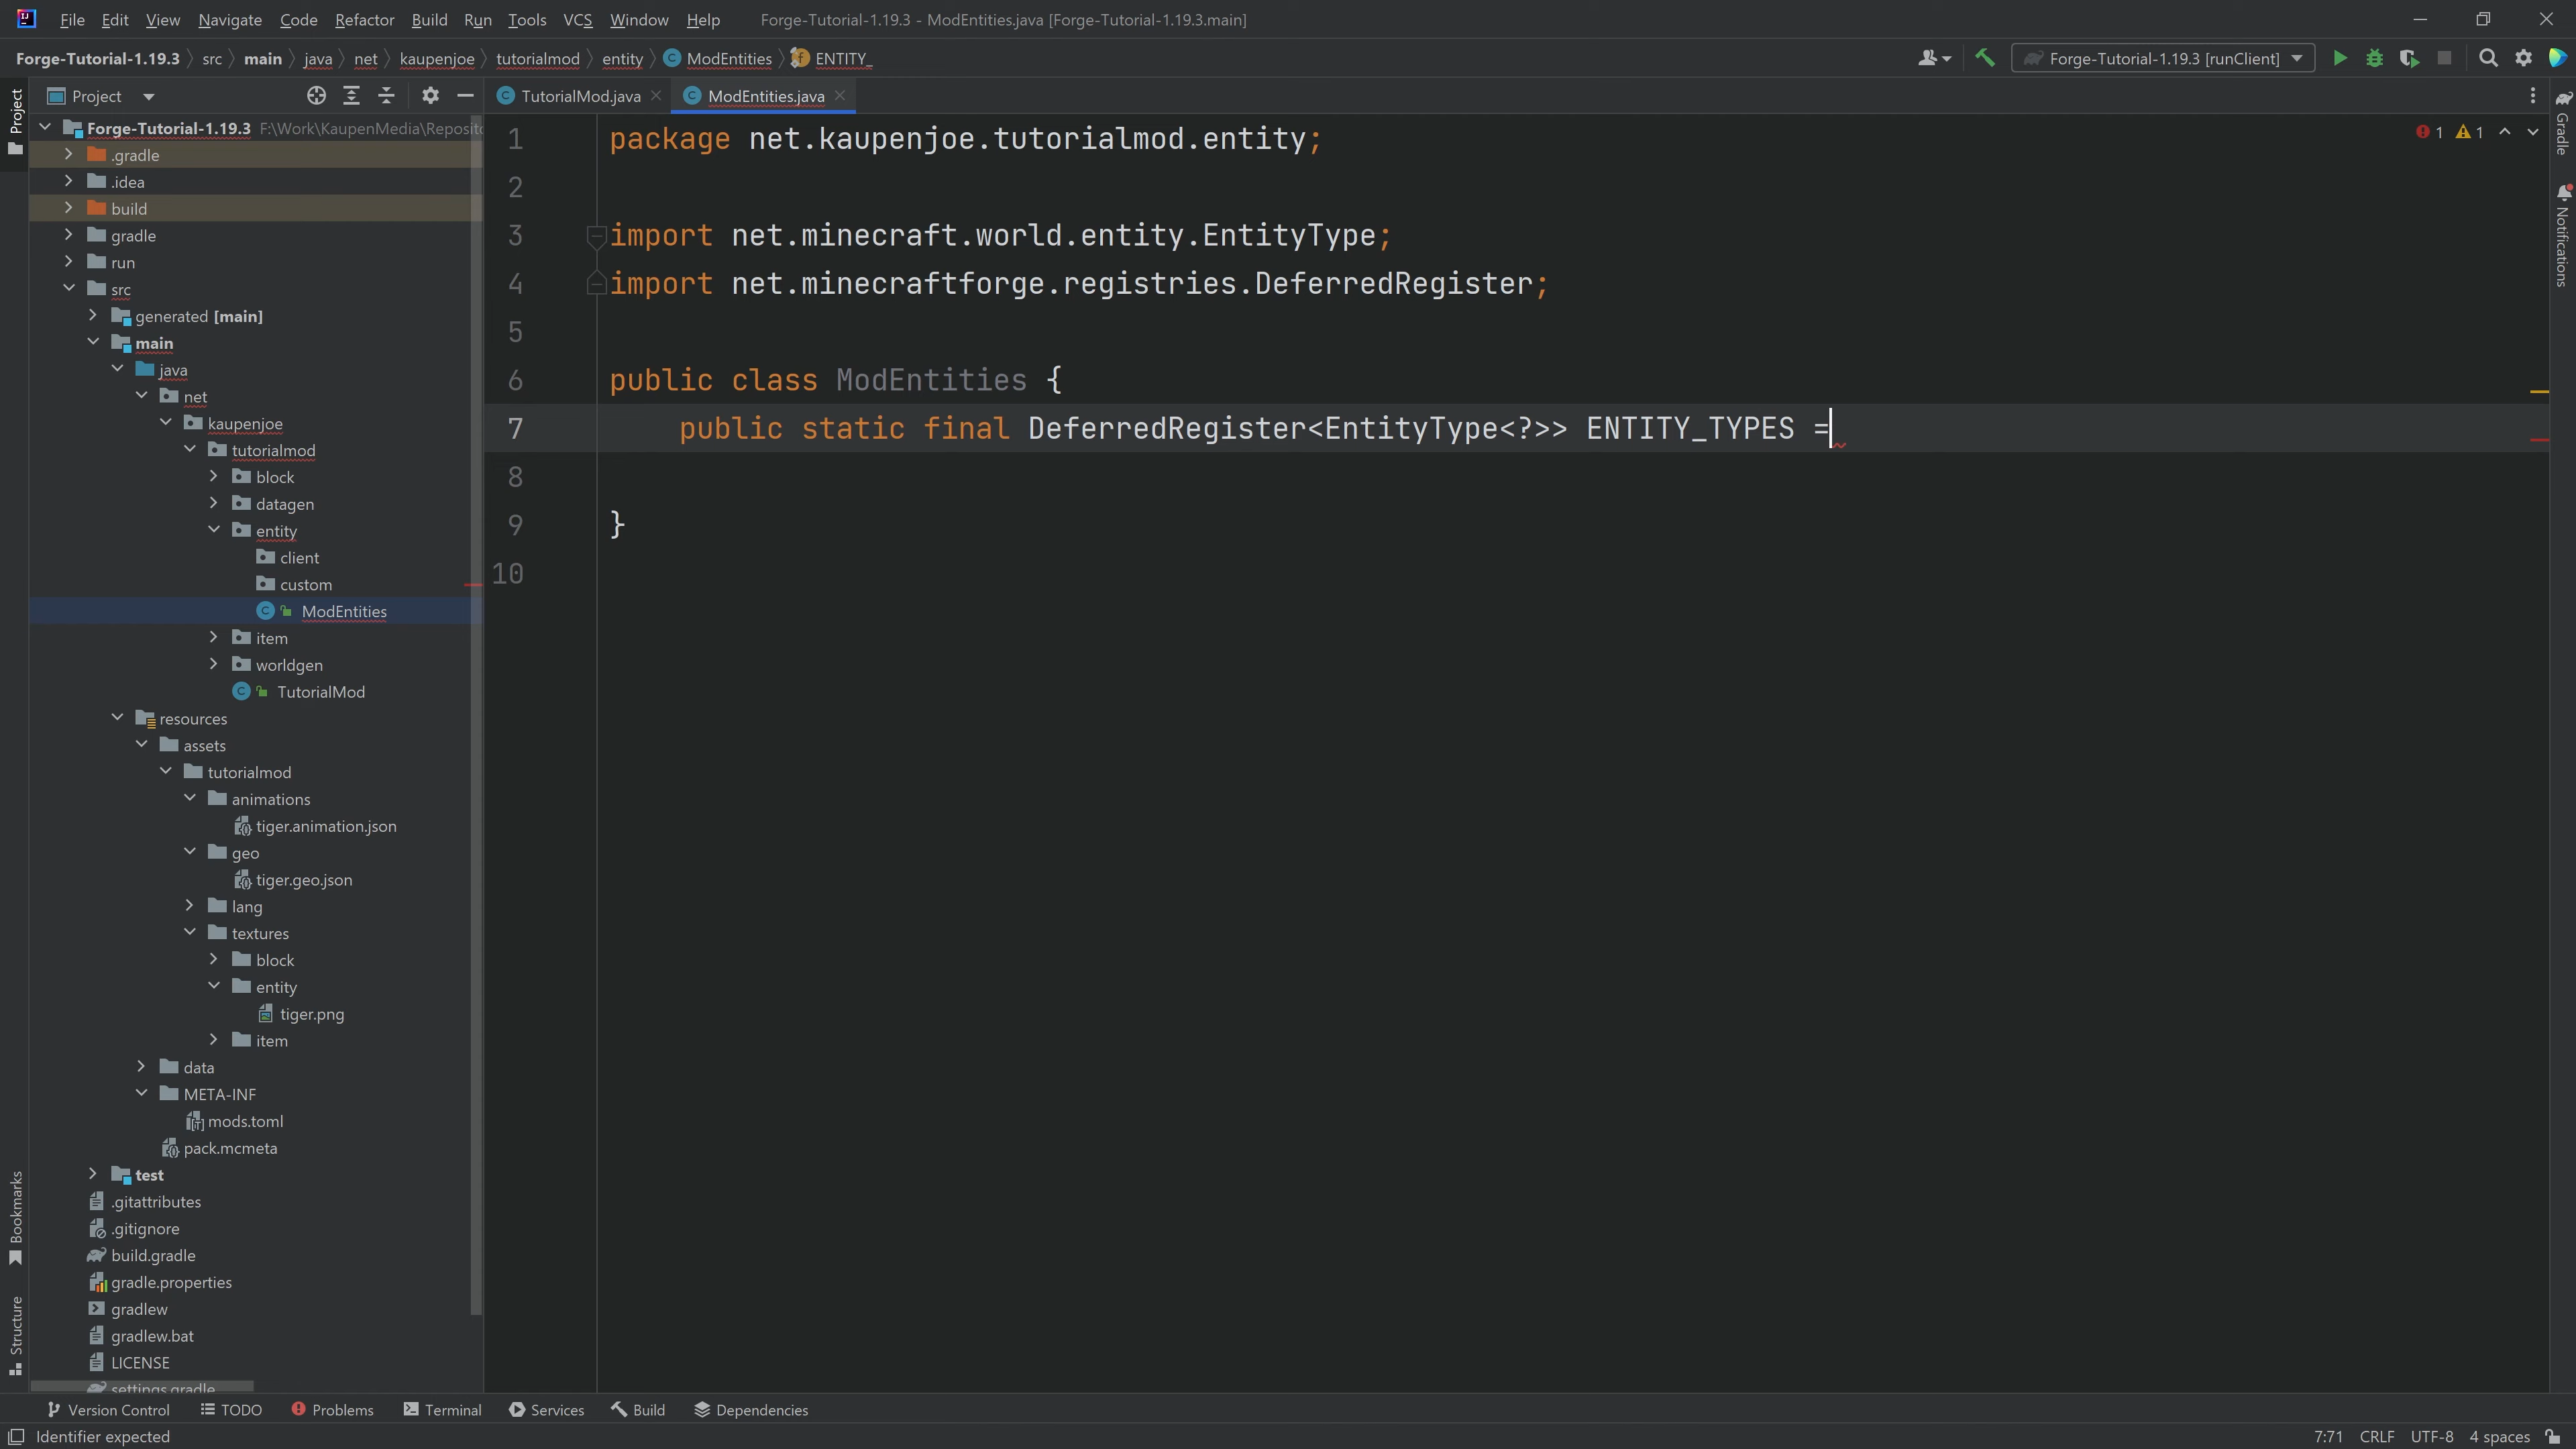 File Edit View Navigate Code Refactor Build Run Tools VCS Window Help Forge-Tutorial-1.19.3 - ModEntities.java [Forge-Tutorial-1.19.3.main]
Forge-Tutorial-1.19.3 src main java net kaupenjoe tutorialmod entity ModEntities ENTITY_ Forge-Tutorial-1.19.3 [runClient]
Project TutorialMod.java ModEntities.java
Project
Forge-Tutorial-1.19.3 F:\Work\KaupenMedia\Reposito
.gradle
.idea
build
gradle
run
src
generated [main]
main
java
net
kaupenjoe
tutorialmod
block
datagen
entity
client
custom
ModEntities
item
worldgen
TutorialMod
resources
assets
tutorialmod
animations
tiger.animation.json
geo
tiger.geo.json
lang
textures
block
entity
tiger.png
item
data
META-INF
mods.toml
pack.mcmeta
test
.gitattributes
.gitignore
build.gradle
gradle.properties
gradlew
gradlew.bat
LICENSE
settings.gradle
Bookmarks
Structure
1 package net.kaupenjoe.tutorialmod.entity;
2
3 import net.minecraft.world.entity.EntityType;
4 import net.minecraftforge.registries.DeferredRegister;
5
6 public class ModEntities {
7 public static final DeferredRegister<EntityType<?>> ENTITY_TYPES =
8
9 }
10
1 1
Gradle
Notifications
Version Control TODO Problems Terminal Services Build Dependencies
Identifier expected 7:71 CRLF UTF-8 4 spaces